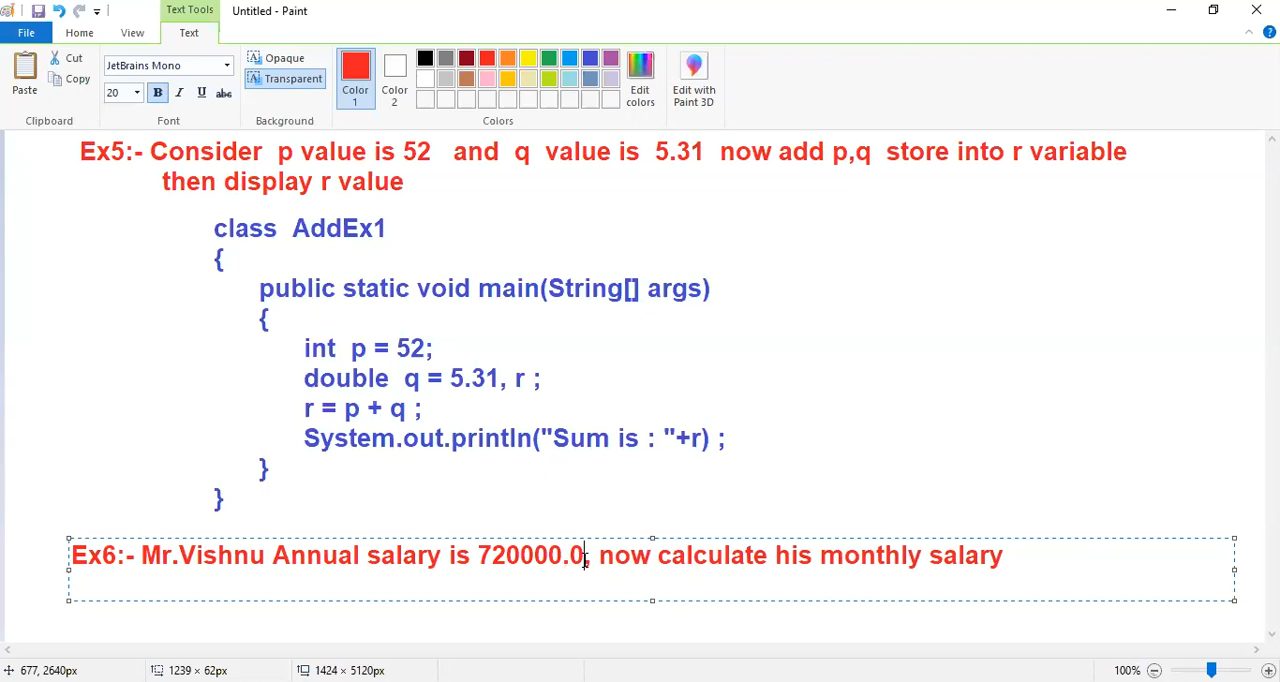 Text Tools
Untitled - Paint
File
Home
View
Text
Paste
Cut
Copy
JetBrains Mono
20
B
I
U
abc
Opaque
Transparent
Color 1
Color 2
Edit colors
Edit with Paint 3D
Clipboard
Font
Background
Colors
Ex5:- Consider p value is 52 and q value is 5.31 now add p,q store into r variable
then display r value
class AddEx1
{
public static void main(String[] args)
{
int p = 52;
double q = 5.31, r ;
r = p + q ;
System.out.println("Sum is : "+r) ;
}
}
Ex6:- Mr.Vishnu Annual salary is 720000.0, now calculate his monthly salary
677, 2640px
1239 × 62px
1424 × 5120px
100%